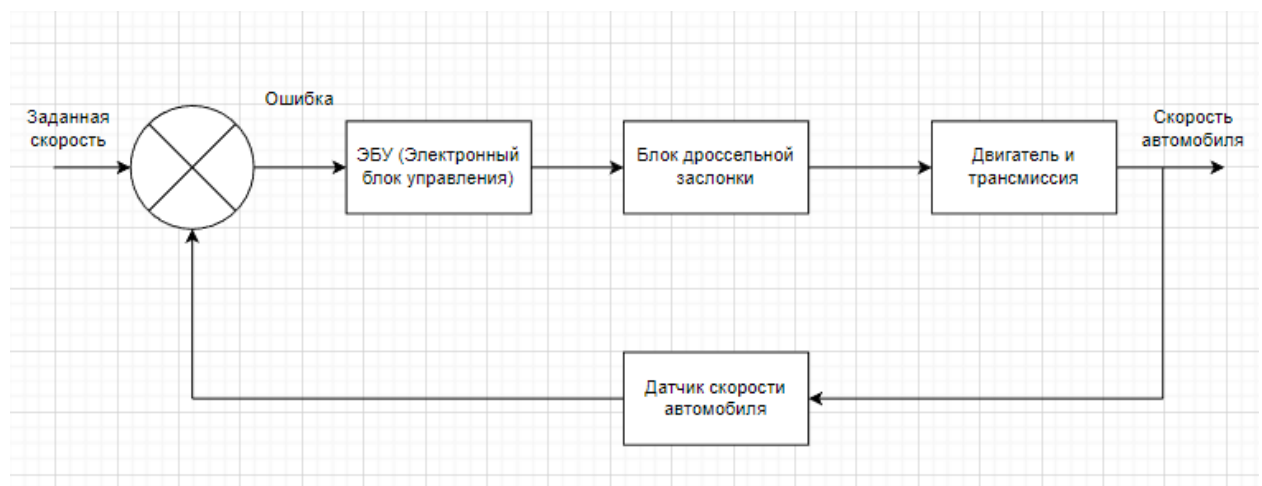 Заданная
скорость
Ошибка
ЭБУ (Электронный
блок управления)
Блок дроссельной
заслонки
Двигатель и
трансмиссия
Скорость
автомобиля
Датчик скорости
автомобиля